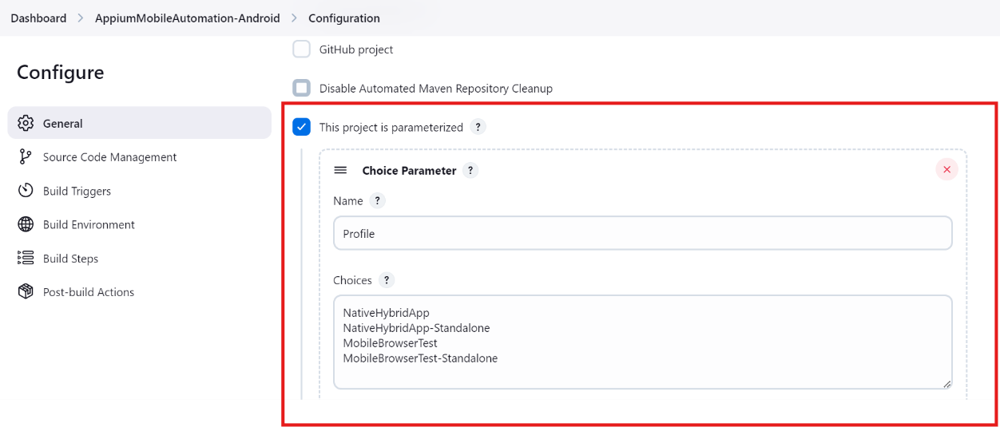 Dashboard > AppiumMobileAutomation-Android > Configuration
Configure
General
Source Code Management
Build Triggers
Build Environment
Build Steps
Post-build Actions
GitHub project
Disable Automated Maven Repository Cleanup
This project is parameterized ?
Choice Parameter ?
Name ?
Profile
Choices ?
NativeHybridApp
NativeHybridApp-Standalone
MobileBrowserTest
MobileBrowserTest-Standalone